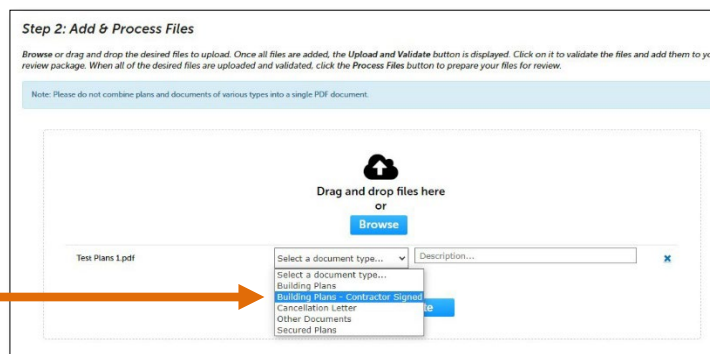 Step 2: Add & Process Files
Browse or drag and drop the desired files to upload. Once all files are added, the Upload and Validate button is displayed. Click on it to validate the files and add them to
review package. When all of the desired files are uploaded and validated, click the Process Files button to prepare your files for review.
Note: Please do not combine plans and documents of various types into a single PDF document.
Drag and drop files here
or
Browse
Test Plans 1.pdf Select a document type... Description...
Select a document type...
Building Plans
Building Plans - Contractor Signed
Cancellation Letter
Other Documents
Secured Plans